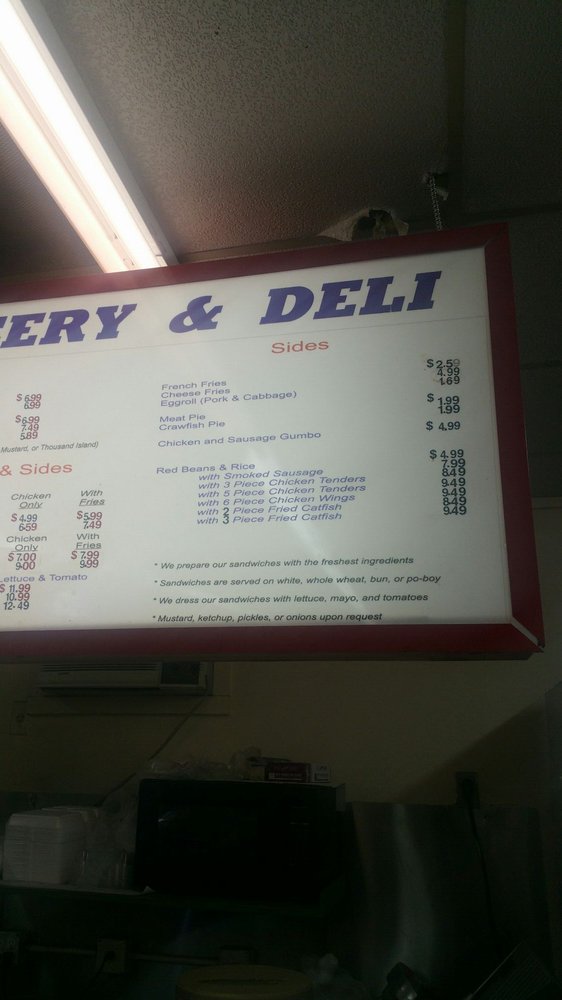 ERY & DELI
$ 6.99
6.99
$ 6.99
7.49
5.89
Mustard, or Thousand Island)
& Sides
Chicken Only With Fries
$ 4.99 $ 5.99
6.59 7.49
Chicken Only With Fries
$ 7.00 $ 7.99
9.00 9.99
Lettuce & Tomato
$ 11.99
10.99
12.49
Sides
French Fries $ 2.59
Cheese Fries 4.99
Eggroll (Pork & Cabbage) 1.69
Meat Pie $ 1.99
Crawfish Pie 1.99
Chicken and Sausage Gumbo $ 4.99
Red Beans & Rice $ 4.99
with Smoked Sausage 7.99
with 3 Piece Chicken Tenders 8.49
with 5 Piece Chicken Tenders 9.49
with 6 Piece Chicken Wings 9.49
with 2 Piece Fried Catfish 8.49
with 3 Piece Fried Catfish 9.49
* We prepare our sandwiches with the freshest ingredients
* Sandwiches are served on white, whole wheat, bun, or po-boy
* We dress our sandwiches with lettuce, mayo, and tomatoes
* Mustard, ketchup, pickles, or onions upon request